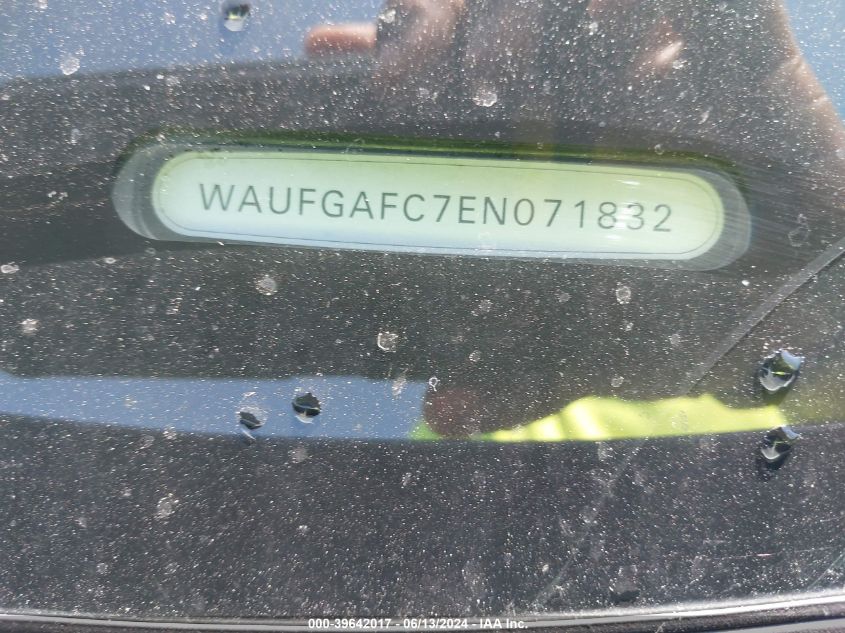 WAUFGAFC7EN071832
000-39642017 - 06/13/2024 - IAA Inc.